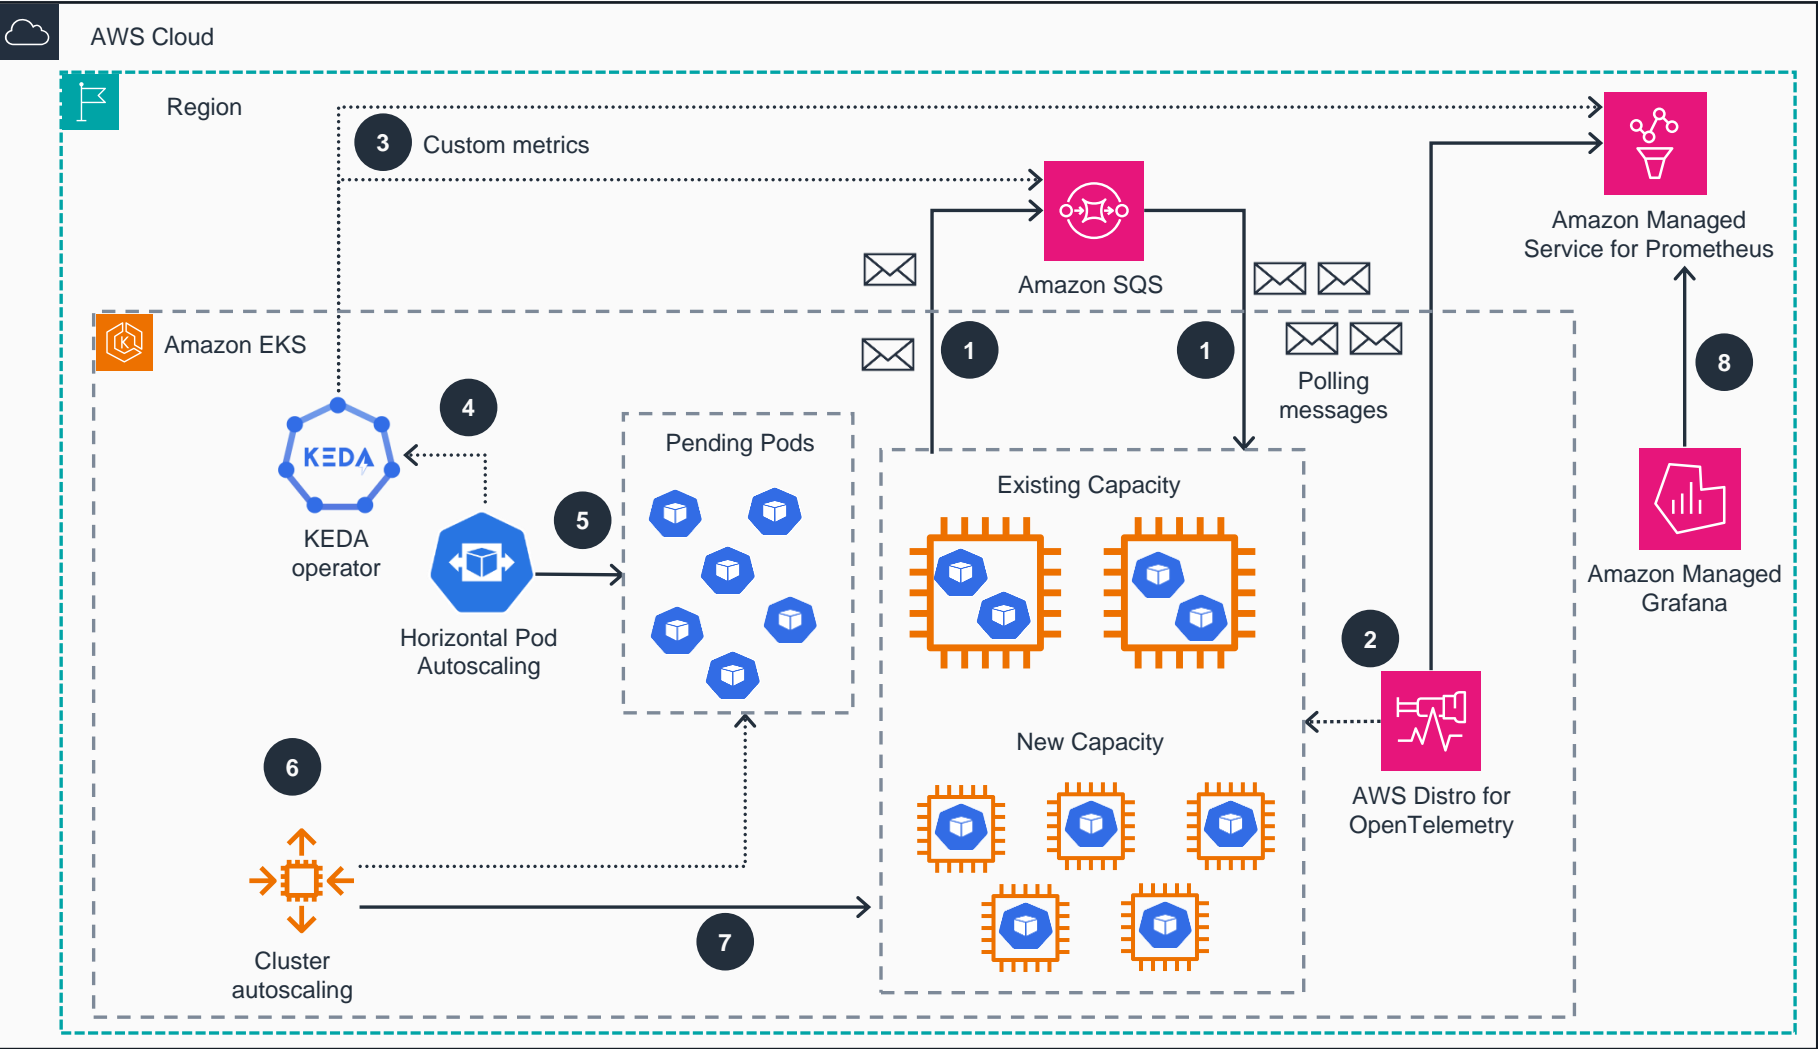 AWS Cloud
Region
3
Custom metrics
Amazon SQS
Amazon Managed
Service for Prometheus
Amazon EKS
K
1
1
Polling
messages
8
4
KEDA
KEDA
operator
Pending Pods
5
Horizontal Pod
Autoscaling
Existing Capacity
Amazon Managed
Grafana
2
New Capacity
AWS Distro for
OpenTelemetry
6
Cluster
autoscaling
7